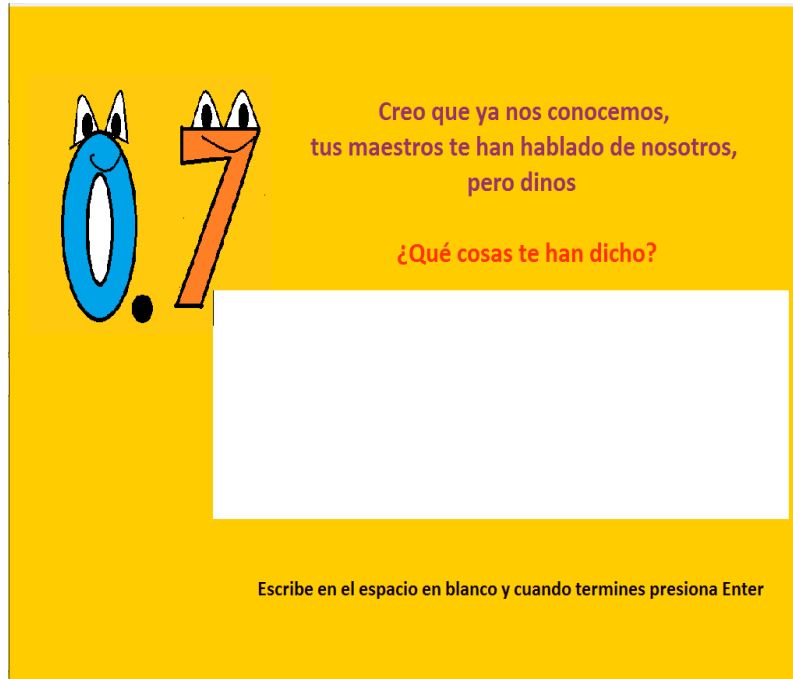 0.7
Creo que ya nos conocemos,
tus maestros te han hablado de nosotros,
pero dinos
¿Qué cosas te han dicho?
Escribe en el espacio en blanco y cuando termines presiona Enter